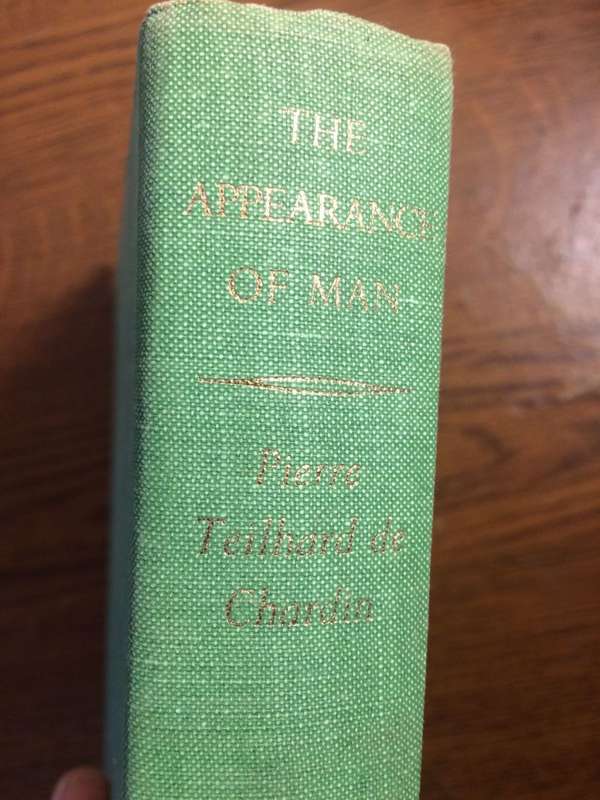 THE
APPEARANCE
OF MAN
Pierre
Teilhard de
Chardin